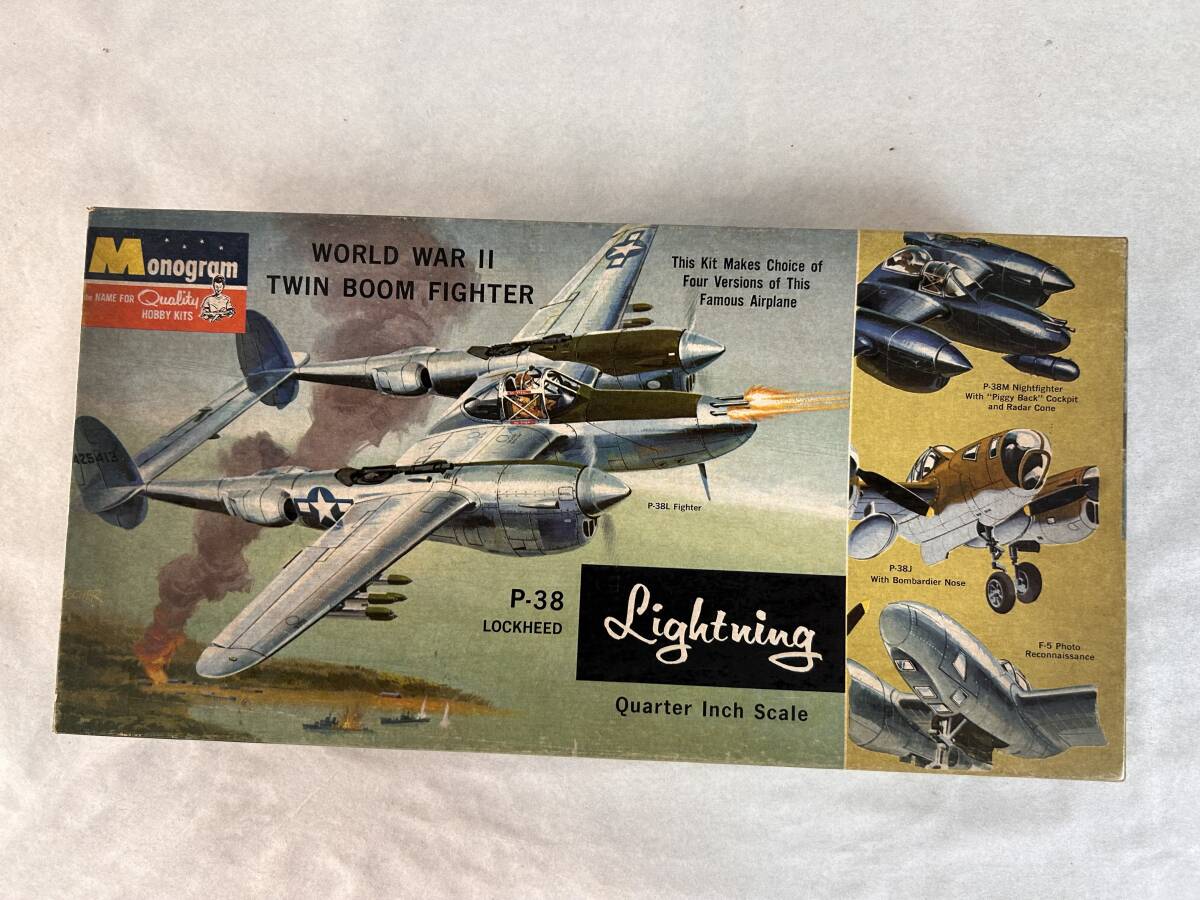 Monogram
the NAME FOR Quality
HOBBY KITS
WORLD WAR II
TWIN BOOM FIGHTER
This Kit Makes Choice of
Four Versions of This
Famous Airplane
P-38M Nightfighter
With "Piggy Back" Cockpit
and Radar Cone
P-38L Fighter
P-38J
With Bombardier Nose
P-38
LOCKHEED
Lightning
Quarter Inch Scale
F-5 Photo
Reconnaissance
425413